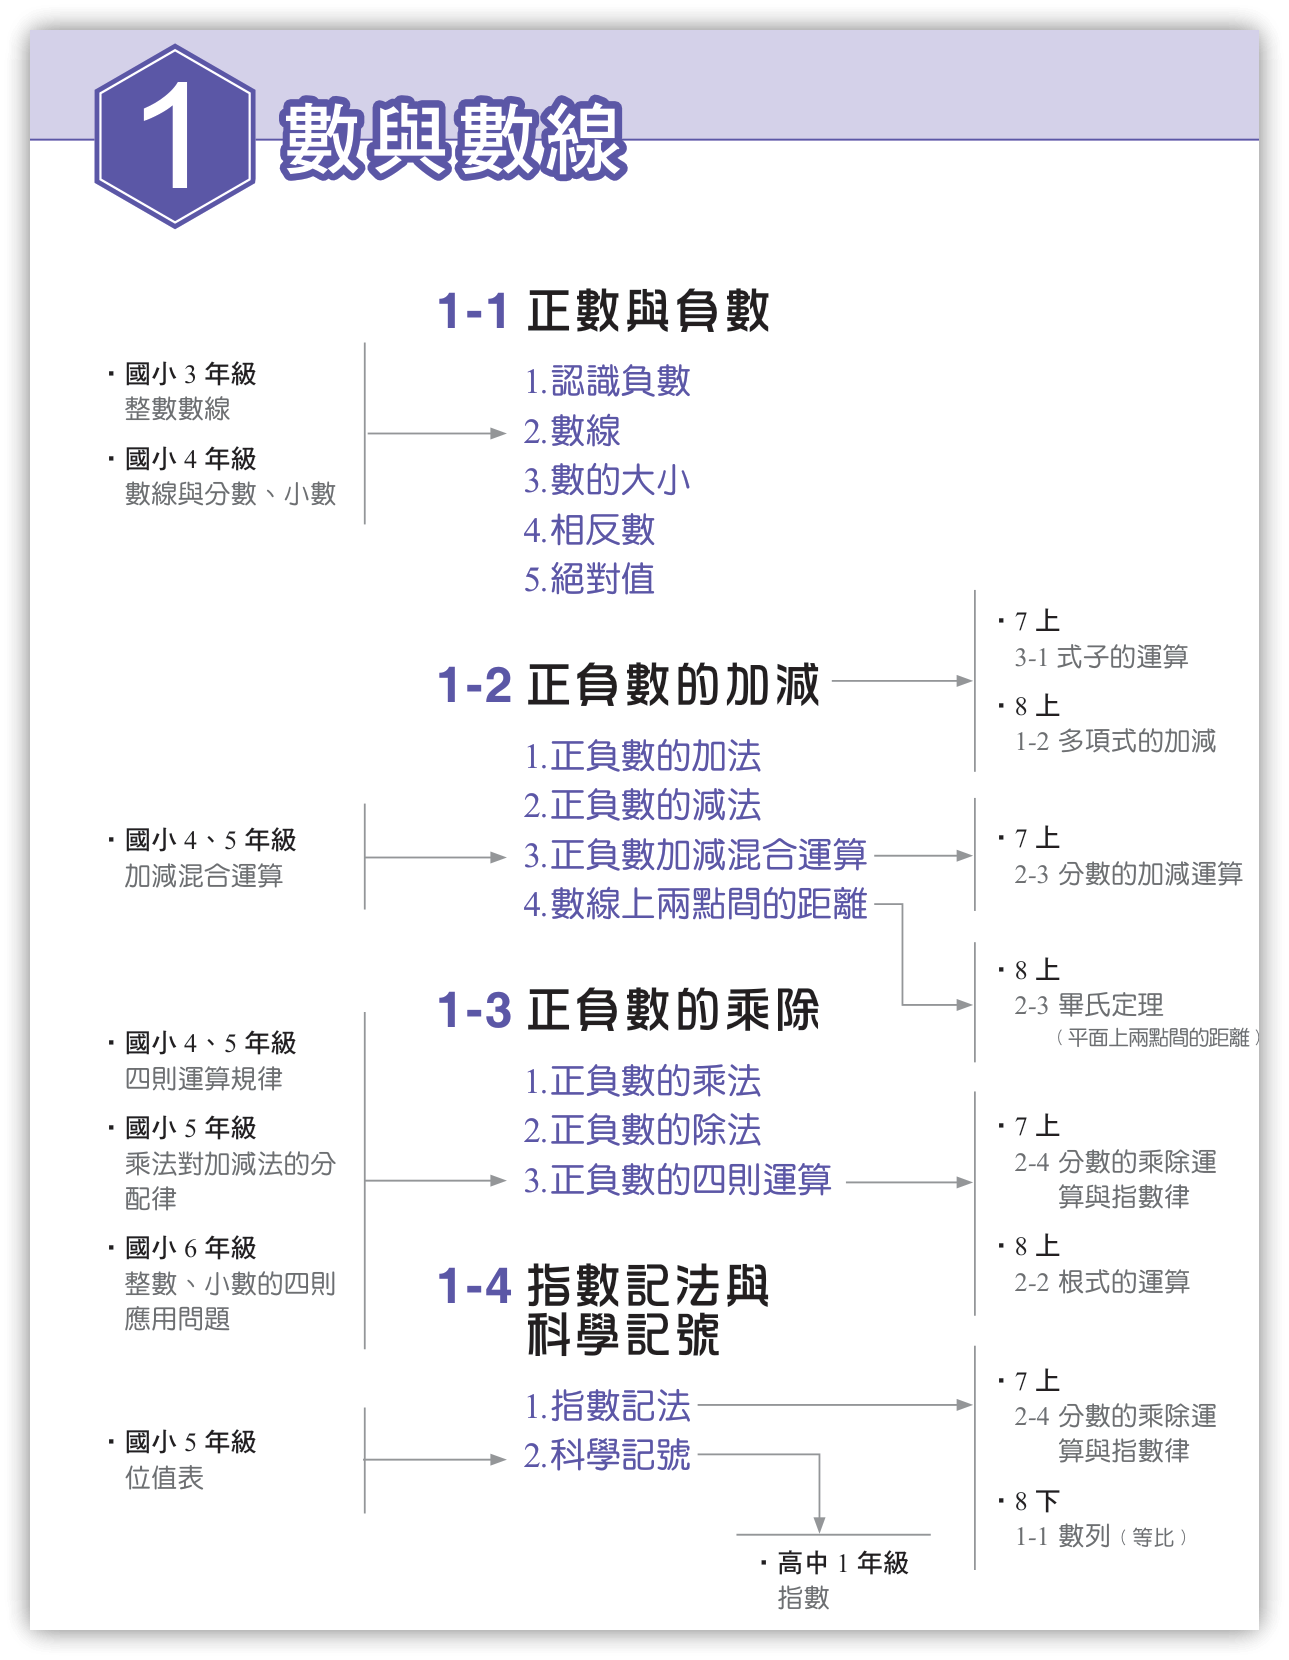 1
數與數線
1-1 正數與負數
・國小 3 年級
整數數線
・國小 4 年級
數線與分數、小數
1.認識負數
2.數線
3.數的大小
4.相反數
5.絕對值
1-2 正負數的加減
・7 上
3-1 式子的運算
・8 上
1-2 多項式的加減
1.正負數的加法
2.正負數的減法
3.正負數加減混合運算
4.數線上兩點間的距離
・國小 4、5 年級
加減混合運算
・7 上
2-3 分數的加減運算
・8 上
2-3 畢氏定理
（平面上兩點間的距離）
1-3 正負數的乘除
・國小 4、5 年級
四則運算規律
・國小 5 年級
乘法對加減法的分
配律
・國小 6 年級
整數、小數的四則
應用問題
1.正負數的乘法
2.正負數的除法
3.正負數的四則運算
・7 上
2-4 分數的乘除運
算與指數律
・8 上
2-2 根式的運算
1-4 指數記法與
科學記號
・國小 5 年級
位值表
1.指數記法
2.科學記號
・7 上
2-4 分數的乘除運
算與指數律
・8 下
1-1 數列（等比）
・高中 1 年級
指數